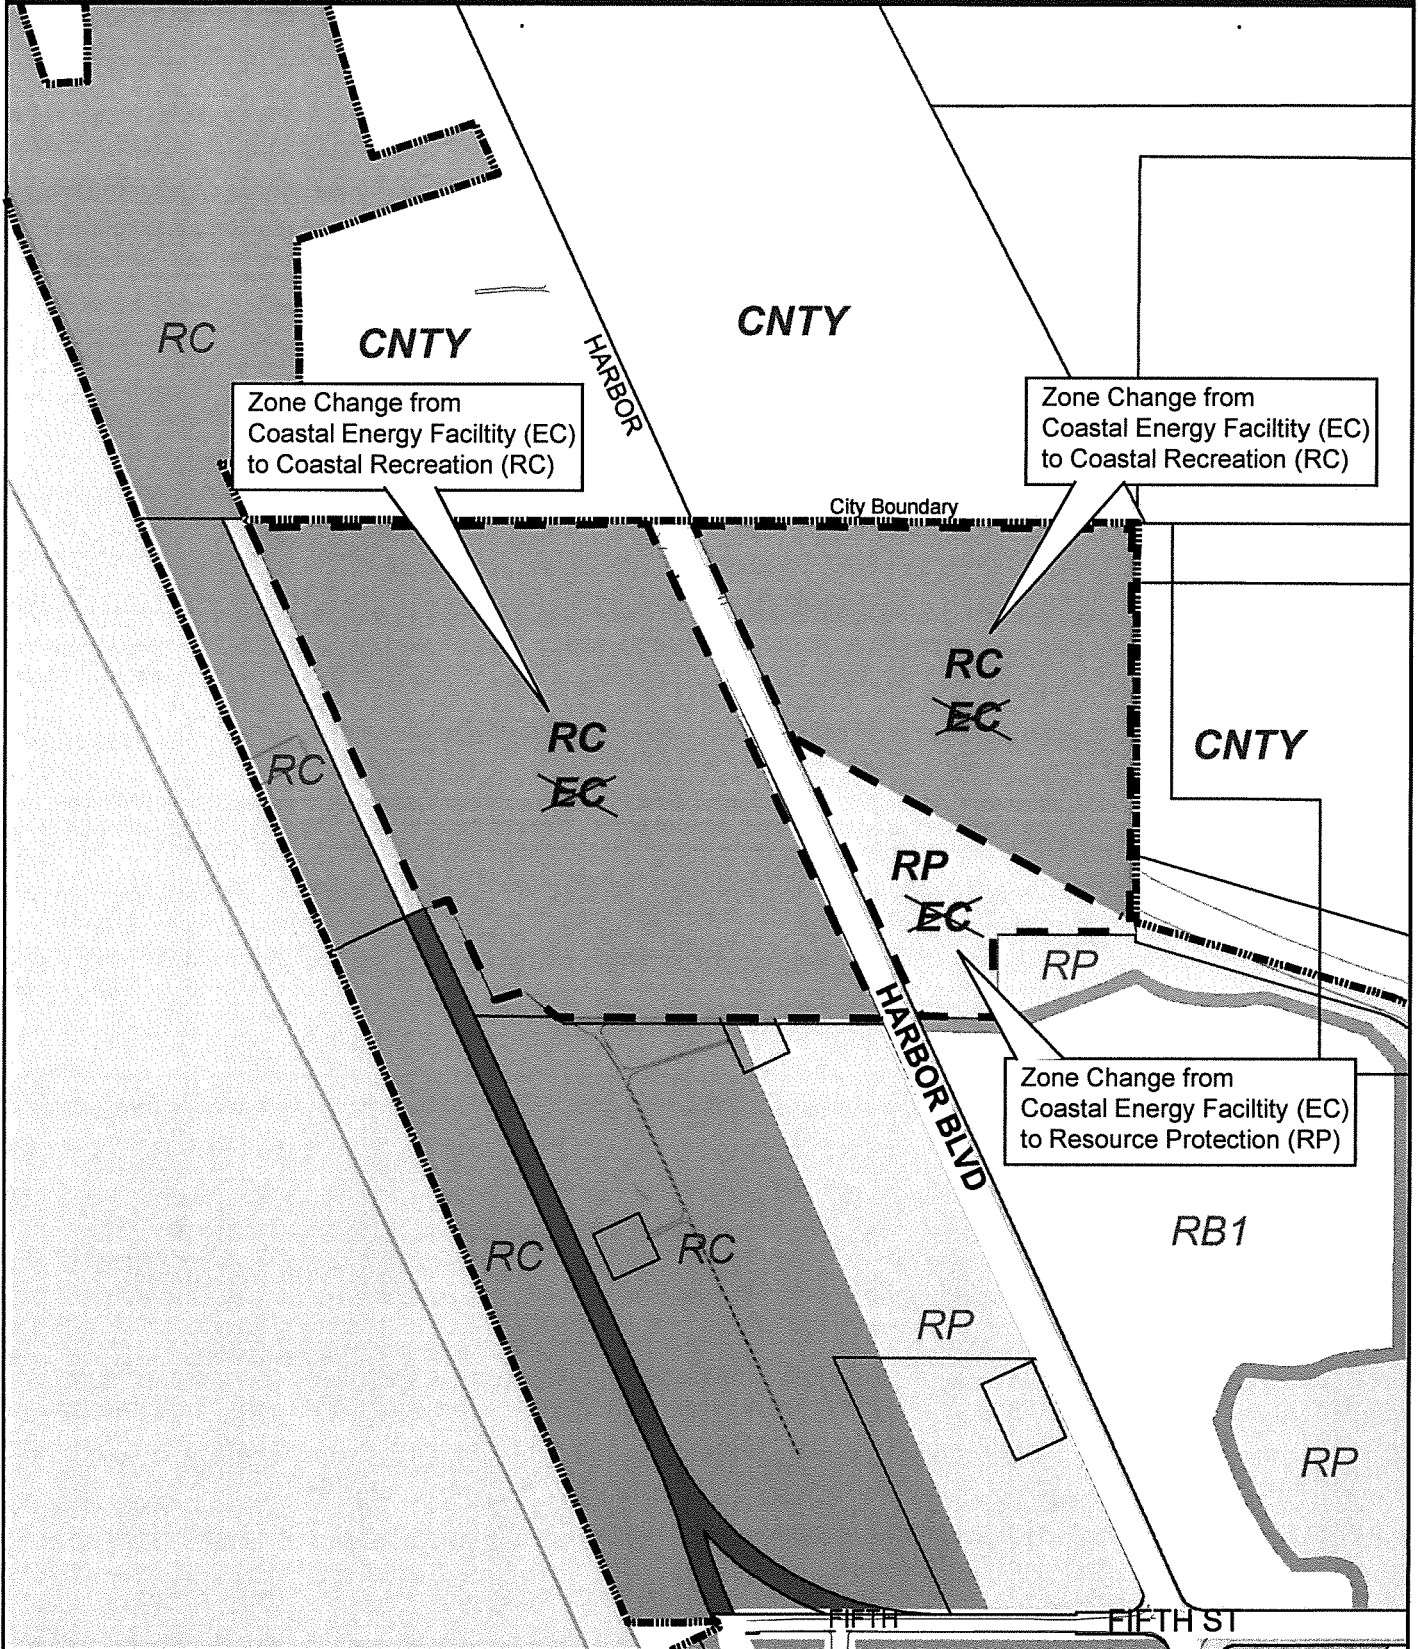 CNTY
RC
CNTY
HARBOR
Zone Change from
Coastal Energy Faciltity (EC)
to Coastal Recreation (RC)
Zone Change from
Coastal Energy Faciltity (EC)
to Coastal Recreation (RC)
City Boundary
RC
EC
RC
EC
CNTY
RC
RP
EC
RP
HARBOR BLVD
Zone Change from
Coastal Energy Faciltity (EC)
to Resource Protection (RP)
RB1
RC
RC
RP
RP
FIFTH
FIFTH ST